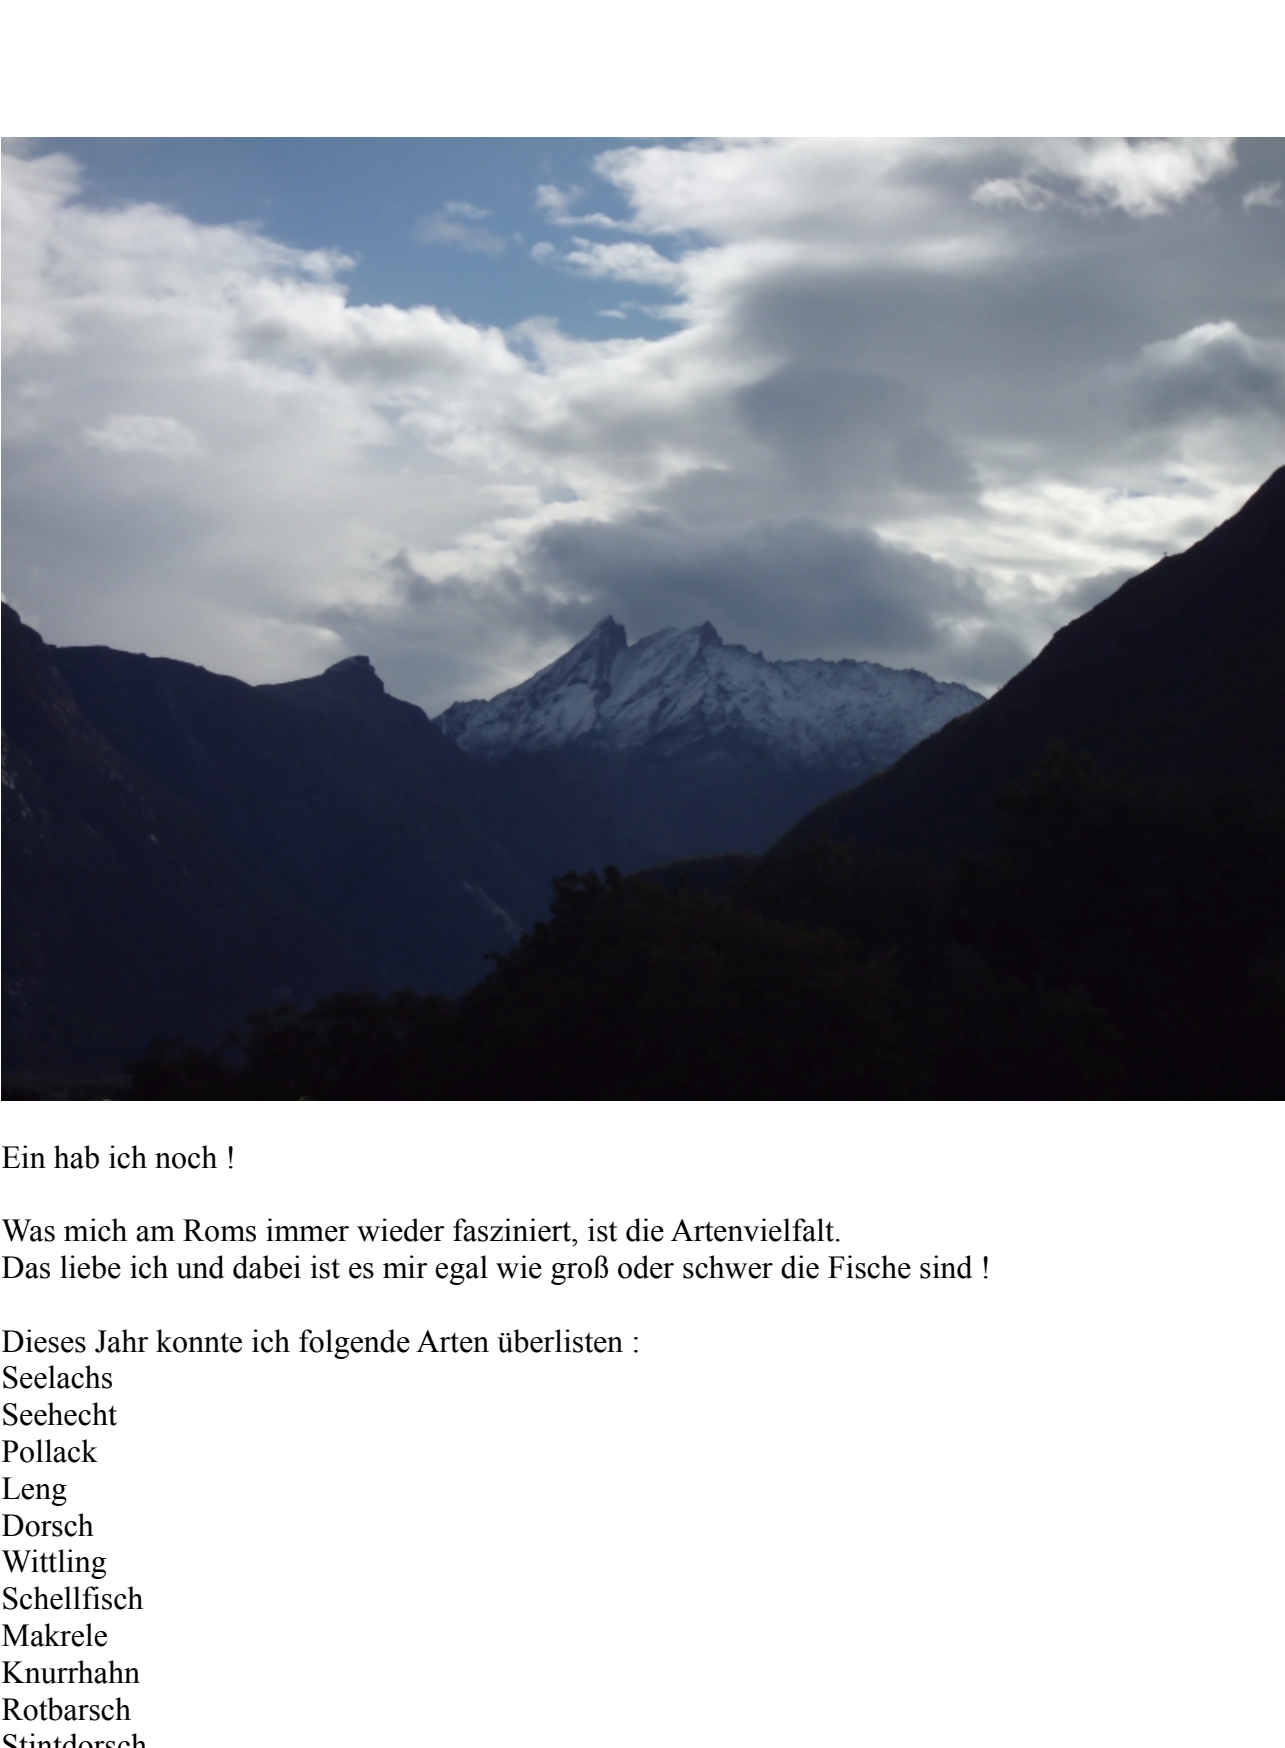 Ein hab ich noch !
Was mich am Roms immer wieder fasziniert, ist die Artenvielfalt.
Das liebe ich und dabei ist es mir egal wie groß oder schwer die Fische sind !
Dieses Jahr konnte ich folgende Arten überlisten :
Seelachs
Seehecht
Pollack
Leng
Dorsch
Wittling
Schellfisch
Makrele
Knurrhahn
Rotbarsch
Stintdorsch